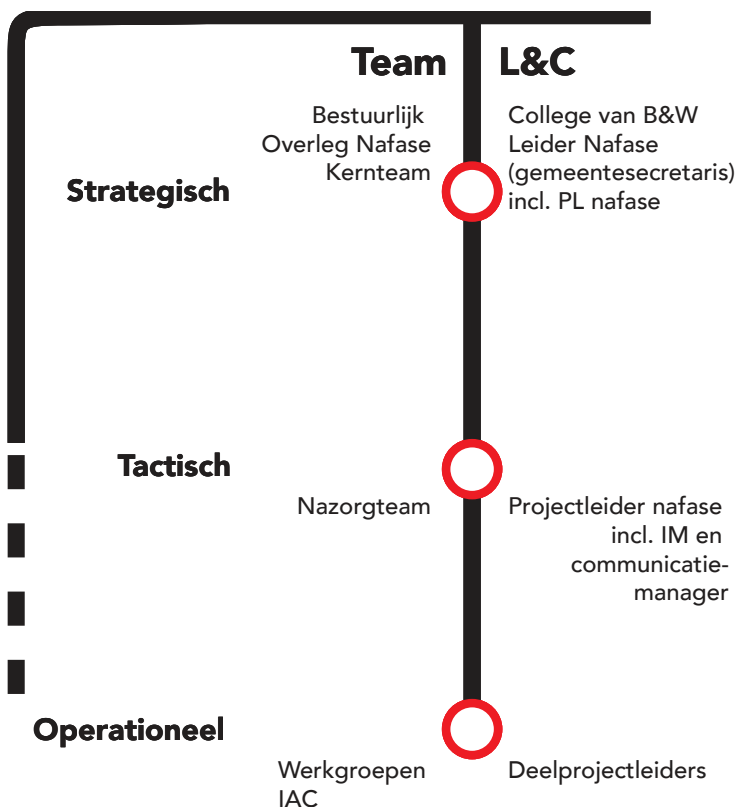 Team L&C
Bestuurlijk
Overleg Nafase
Kernteam
College van B&W
Leider Nafase
(gemeentesecretaris)
incl. PL nafase
Strategisch
Tactisch
Nazorgteam
Projectleider nafase
incl. IM en
communicatie-
manager
Operationeel
Werkgroepen
IAC
Deelprojectleiders